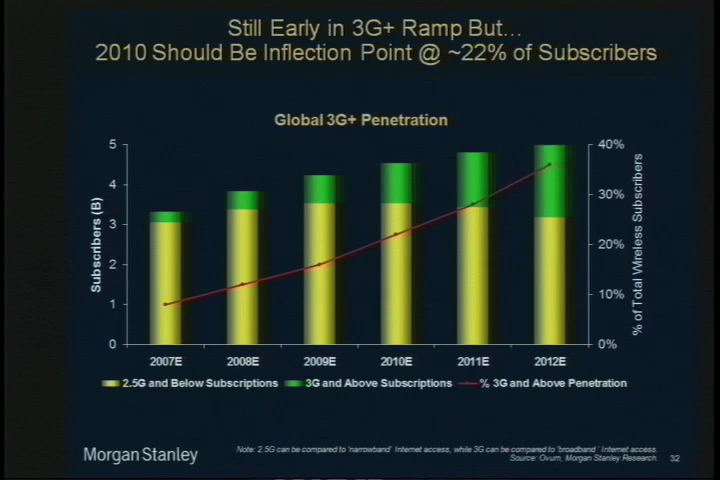 Still Early in 3G+ Ramp But...
2010 Should Be Inflection Point @ ~22% of Subscribers
Global 3G+ Penetration
Subscribers (B)
5
4
3
2
1
0
40%
30%
20%
10%
0%
% of Total Wireless Subscribers
2007E 2008E 2009E 2010E 2011E 2012E
2.5G and Below Subscriptions 3G and Above Subscriptions % 3G and Above Penetration
Morgan Stanley
Note: 2.5G can be compared to 'narrowband' Internet access, while 3G can be compared to 'broadband' Internet access.
Source: Ovum, Morgan Stanley Research.
32